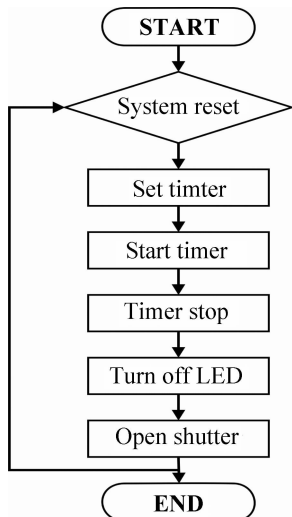 START
System reset
Set timter
Start timer
Timer stop
Turn off LED
Open shutter
END